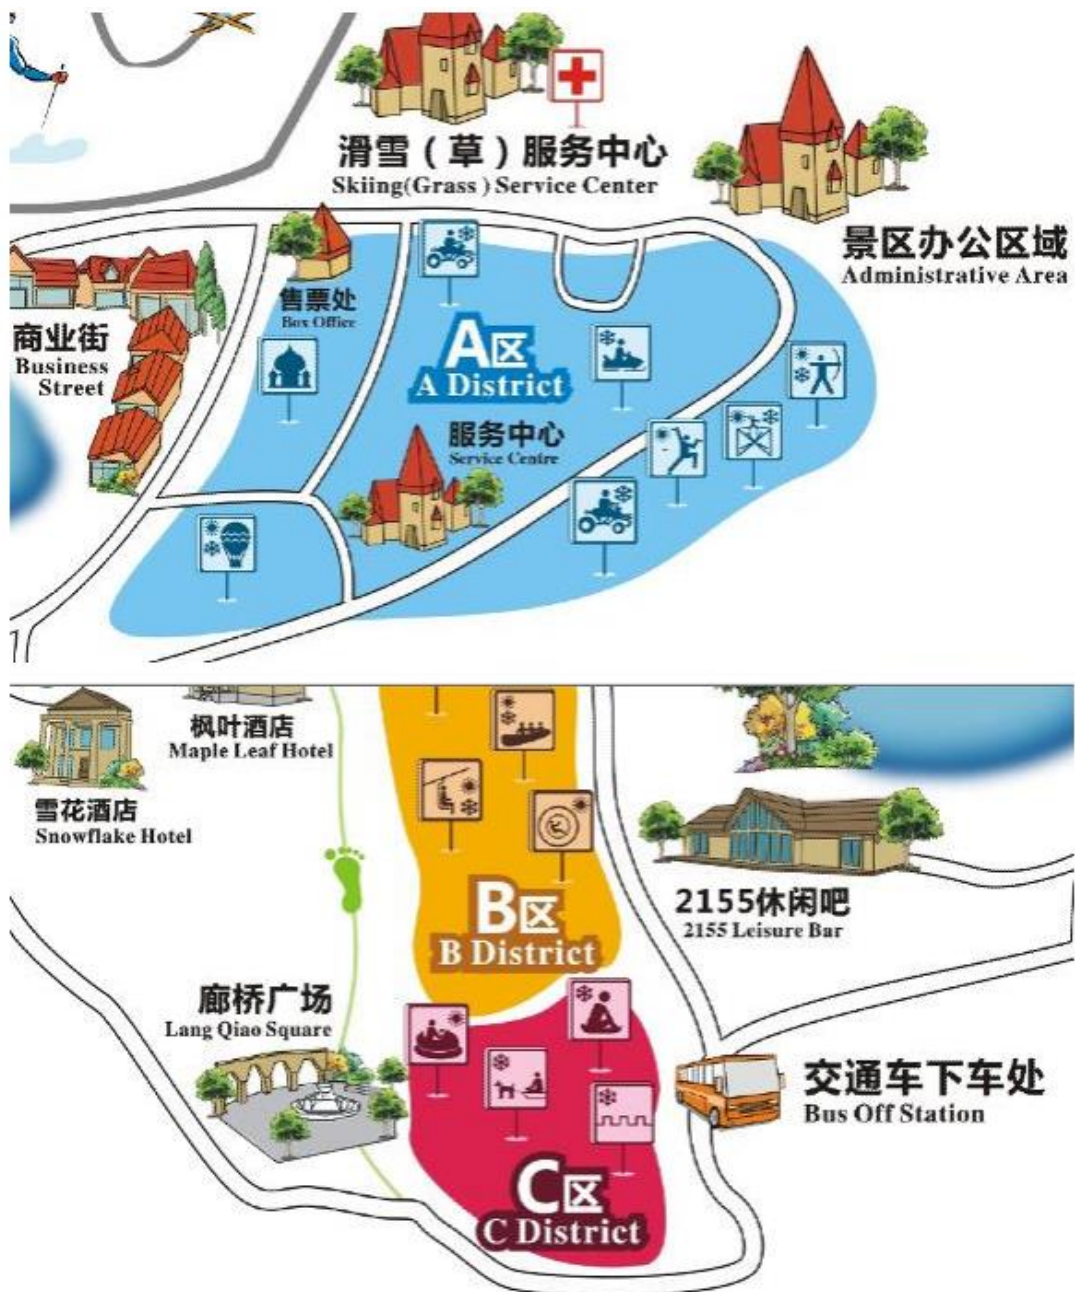 滑雪（草）服务中心
Skiing(Grass) Service Center
景区办公区域
Administrative Area
售票处
Box Office
商业街
Business
Street
A区
A District
服务中心
Service Centre
枫叶酒店
Maple Leaf Hotel
雪花酒店
Snowflake Hotel
B区
B District
2155休闲吧
2155 Leisure Bar
廊桥广场
Lang Qiao Square
交通车下车处
Bus Off Station
C区
C District